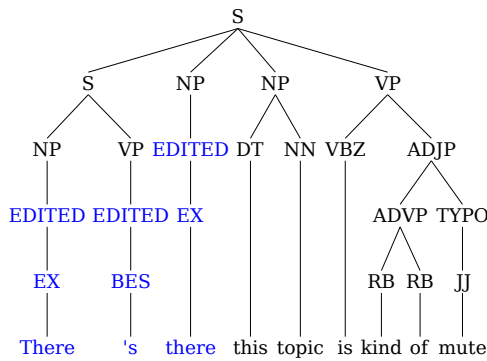 S
S NP NP VP
NP VP EDITED DT NN VBZ ADJP
EDITED EDITED EX ADVP TYPO
EX BES RB RB JJ
There 's there this topic is kind of mute